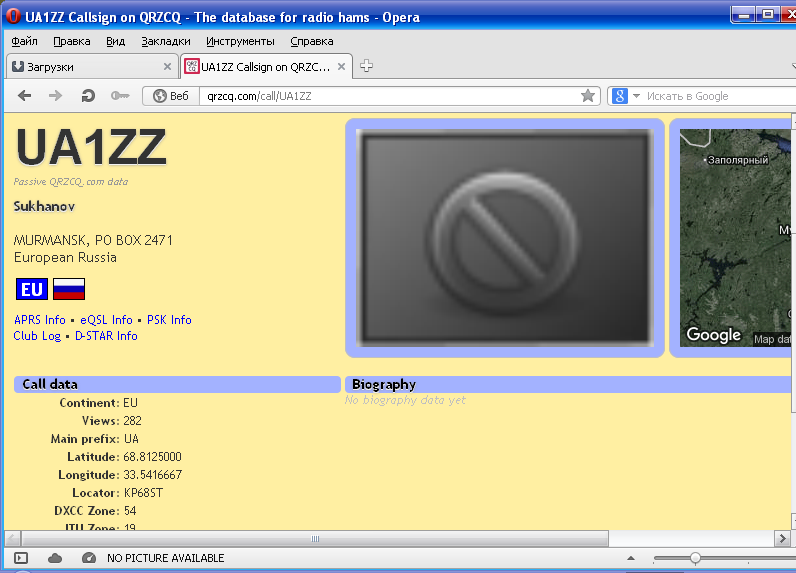 UA1ZZ Callsign on QRZCQ - The database for radio hams - Opera
Файл Правка Вид Закладки Инструменты Справка
Загрузки
QRZ CQ UA1ZZ Callsign on QRZC...
Веб qrzcq.com/call/UA1ZZ
Искать в Google
UA1ZZ
Passive QRZCQ.com data
Sukhanov
MURMANSK, PO BOX 2471
European Russia
EU
APRS Info • eQSL Info • PSK Info
Club Log • D-STAR Info
Заполярный
Google
Map dat
Call data
Continent: EU
Views: 282
Main prefix: UA
Latitude: 68.8125000
Longitude: 33.5416667
Locator: KP68ST
DXCC Zone: 54
ITU Zone: 19
Biography
No biography data yet
NO PICTURE AVAILABLE